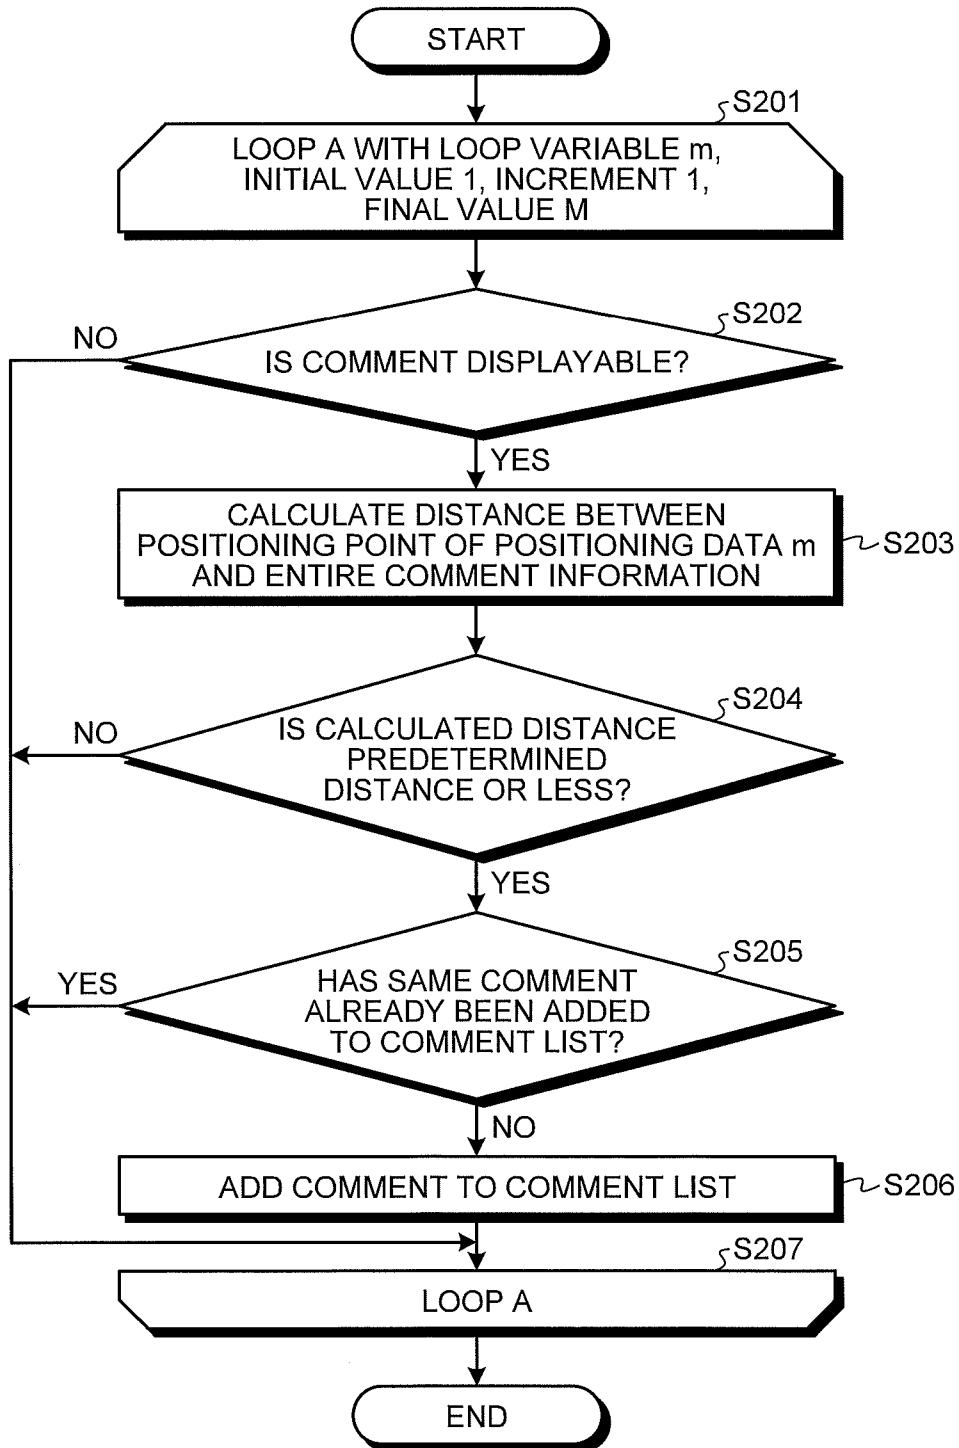 START
S201
LOOP A WITH LOOP VARIABLE m,
INITIAL VALUE 1, INCREMENT 1,
FINAL VALUE M
S202
NO
IS COMMENT DISPLAYABLE?
YES
CALCULATE DISTANCE BETWEEN
POSITIONING POINT OF POSITIONING DATA m
AND ENTIRE COMMENT INFORMATION
S203
S204
NO
IS CALCULATED DISTANCE
PREDETERMINED
DISTANCE OR LESS?
YES
S205
YES
HAS SAME COMMENT
ALREADY BEEN ADDED
TO COMMENT LIST?
NO
ADD COMMENT TO COMMENT LIST
S206
S207
LOOP A
END